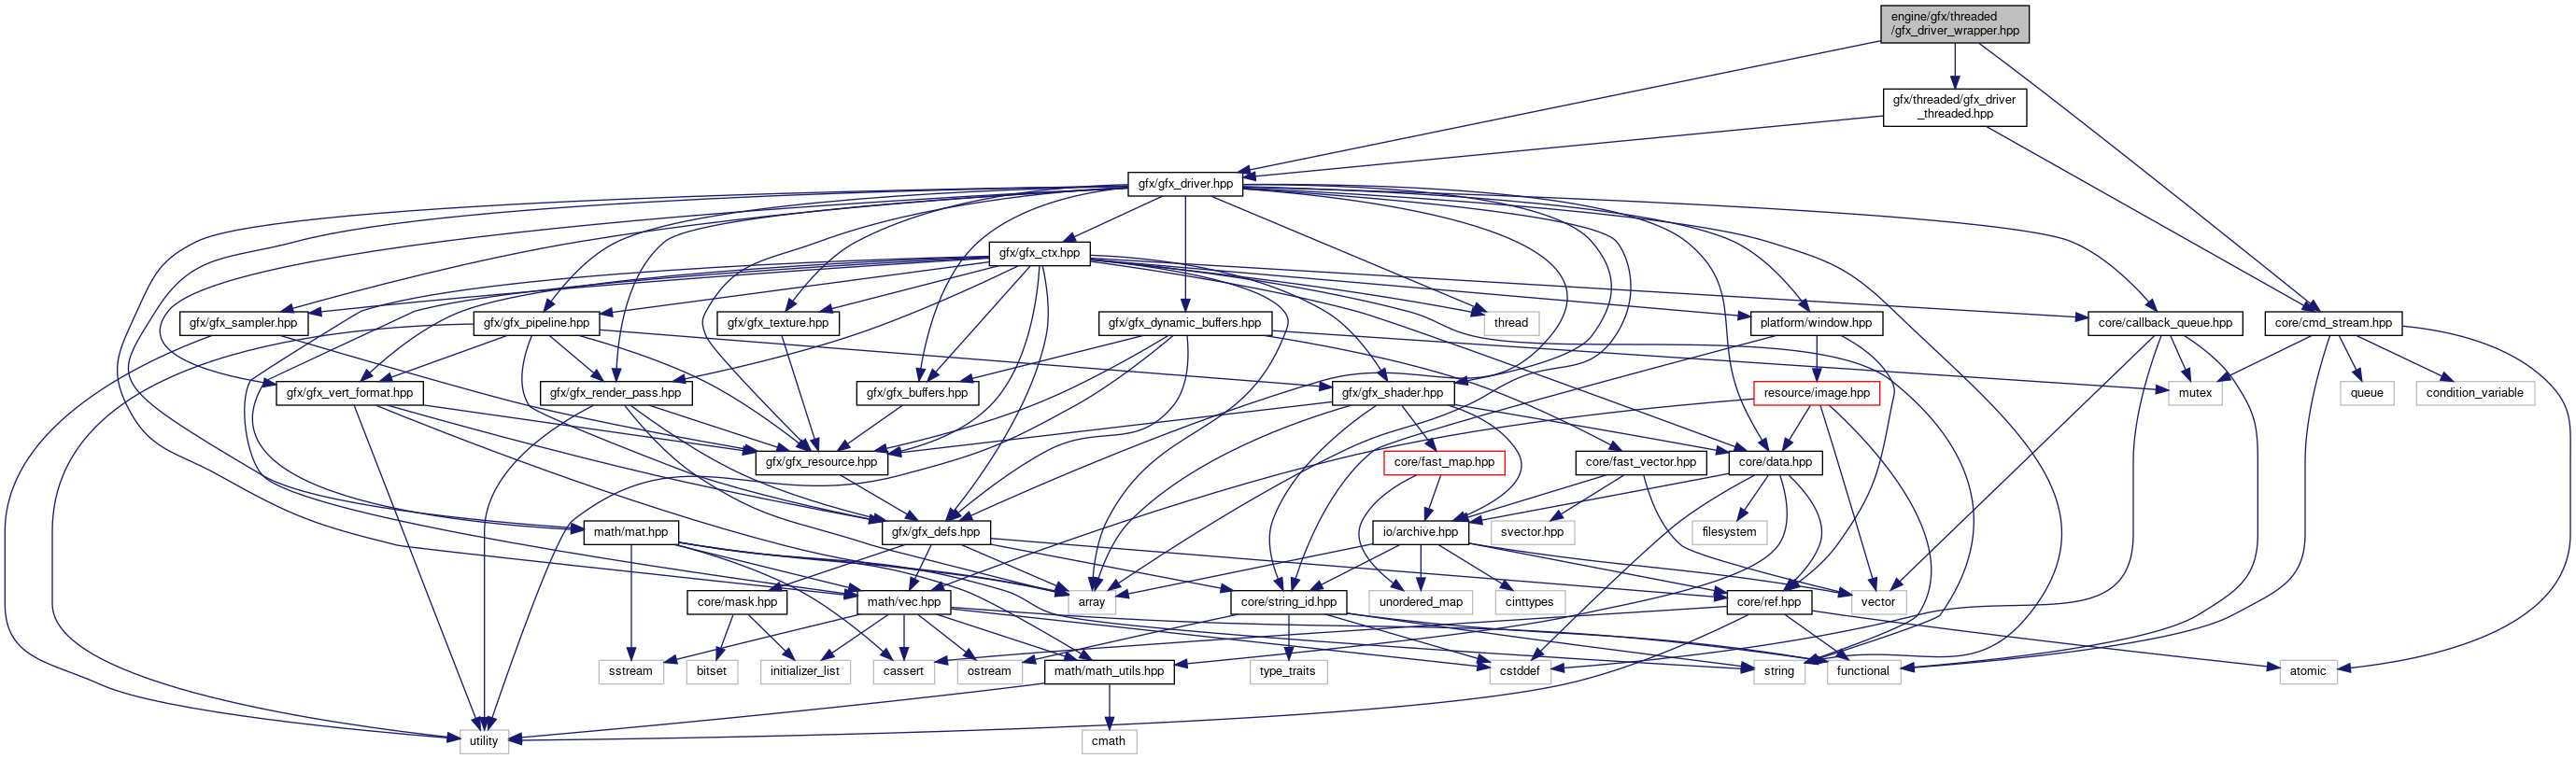 engine/gfx/threaded
/gfx_driver_wrapper.hpp
gfx/threaded/gfx_driver
_threaded.hpp
gfx/gfx_driver.hpp
gfx/gfx_ctx.hpp
gfx/gfx_sampler.hpp
gfx/gfx_pipeline.hpp
gfx/gfx_texture.hpp
gfx/gfx_dynamic_buffers.hpp
thread
platform/window.hpp
core/callback_queue.hpp
core/cmd_stream.hpp
gfx/gfx_vert_format.hpp
gfx/gfx_render_pass.hpp
gfx/gfx_buffers.hpp
gfx/gfx_shader.hpp
resource/image.hpp
mutex
queue
condition_variable
gfx/gfx_resource.hpp
core/fast_map.hpp
core/fast_vector.hpp
core/data.hpp
math/mat.hpp
gfx/gfx_defs.hpp
io/archive.hpp
svector.hpp
filesystem
core/mask.hpp
math/vec.hpp
array
core/string_id.hpp
unordered_map
cinttypes
core/ref.hpp
vector
sstream
bitset
initializer_list
cassert
ostream
math/math_utils.hpp
type_traits
cstddef
string
functional
atomic
utility
cmath